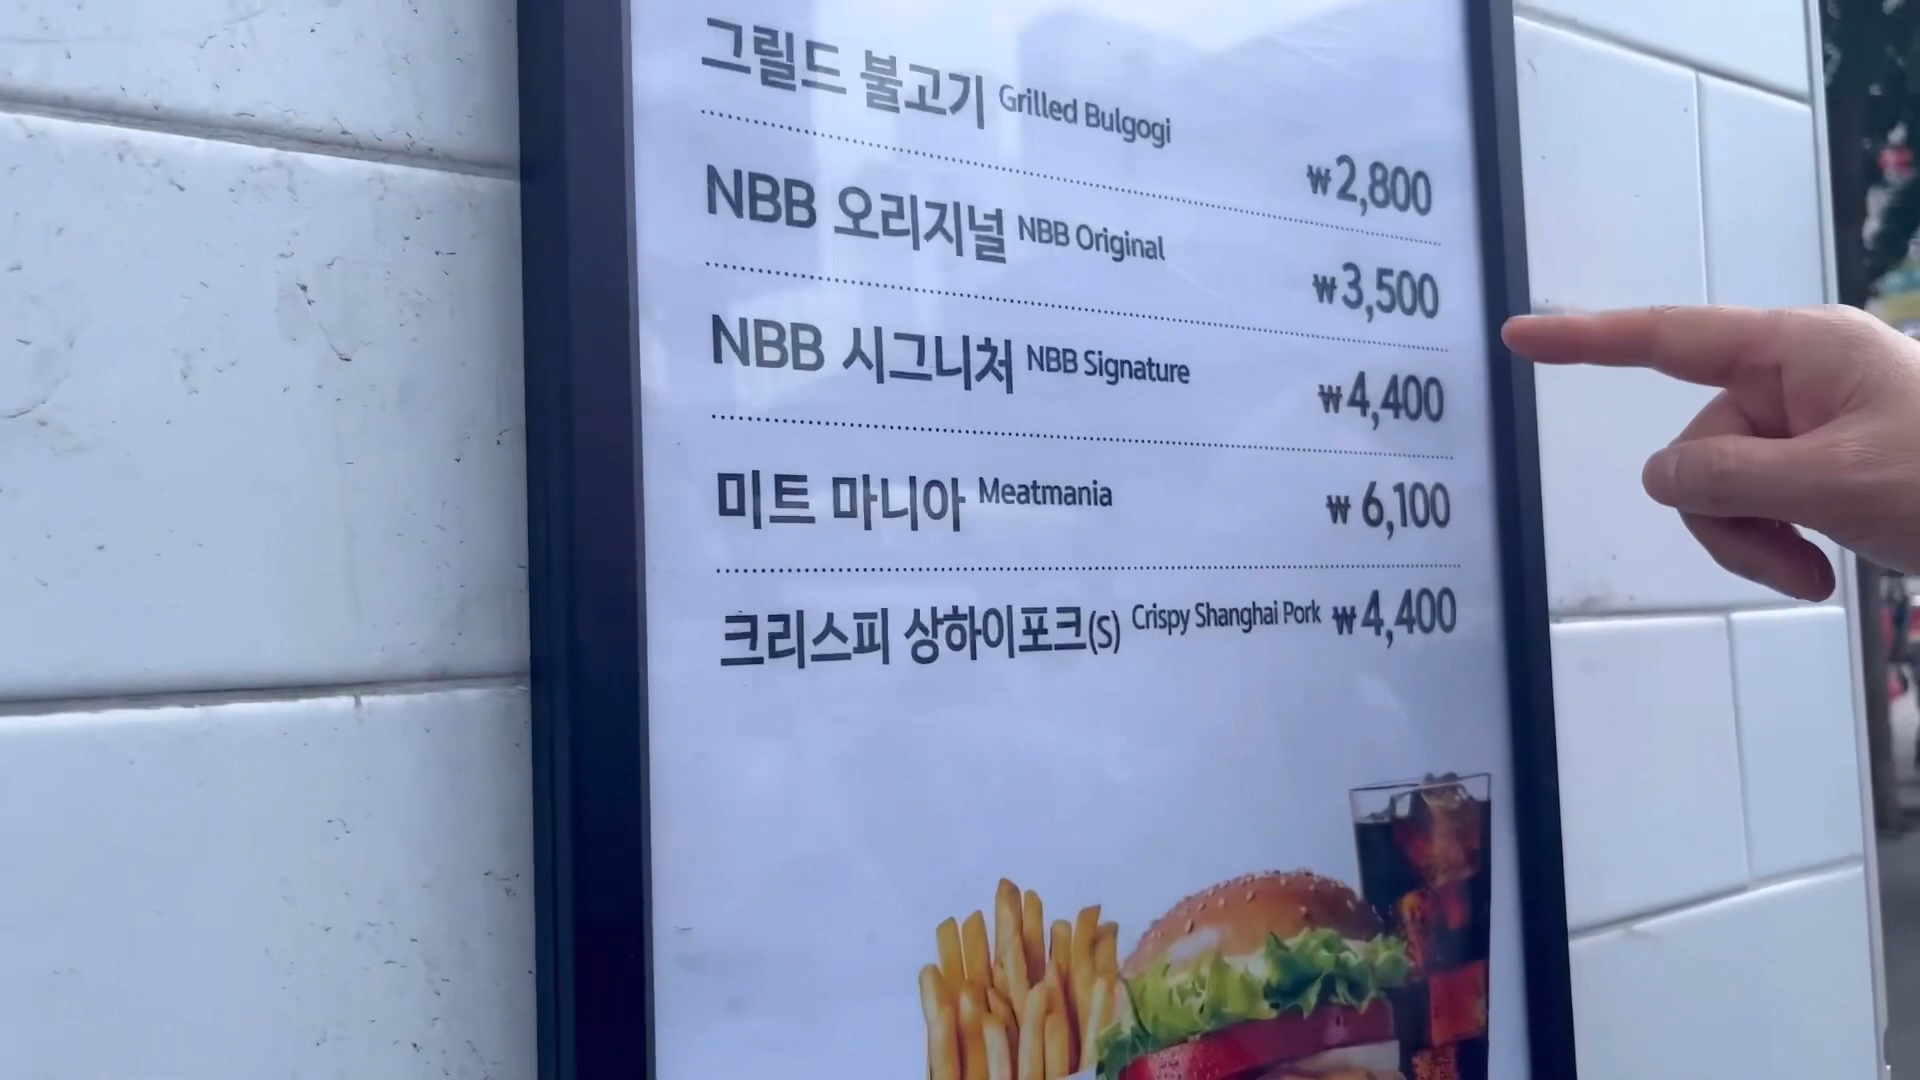 그릴드 불고기 Grilled Bulgogi ₩2,800
NBB 오리지널 NBB Original ₩3,500
NBB 시그니처 NBB Signature ₩4,400
미트 마니아 Meatmania ₩ 6,100
크리스피 상하이포크(S) Crispy Shanghai Pork ₩4,400